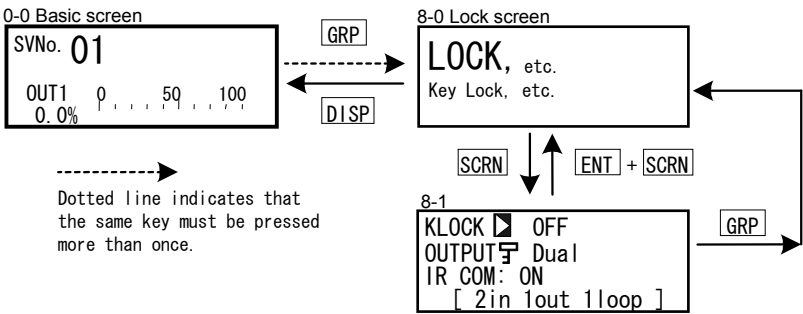 0-0 Basic screen
SVNo. 01
OUT1 0 50 100
0.0%
GRP
DISP
8-0 Lock screen
LOCK, etc.
Key Lock, etc.
SCRN
ENT + SCRN
Dotted line indicates that
the same key must be pressed
more than once.
8-1
KLOCK OFF
OUTPUT Dual
IR COM: ON
[ 2in 1out 1loop ]
GRP